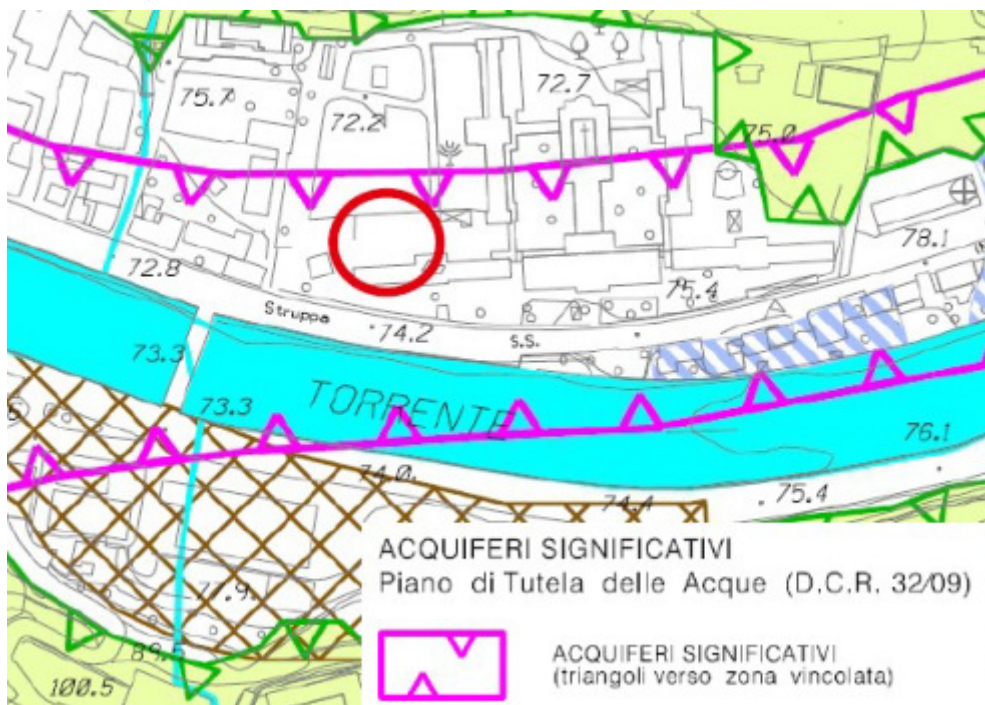 75.7
72.2
72.7
75.0
78.1
72.8
Struppa
74.2
S.S.
75.4
73.3
73.3
TORRENTE
76.1
74.0
74.4
75.4
77.9
100.5
ACQUIFERI SIGNIFICATIVI
Piano di Tutela delle Acque (D.C.R. 32/09)
ACQUIFERI SIGNIFICATIVI
(triangoli verso zona vincolata)